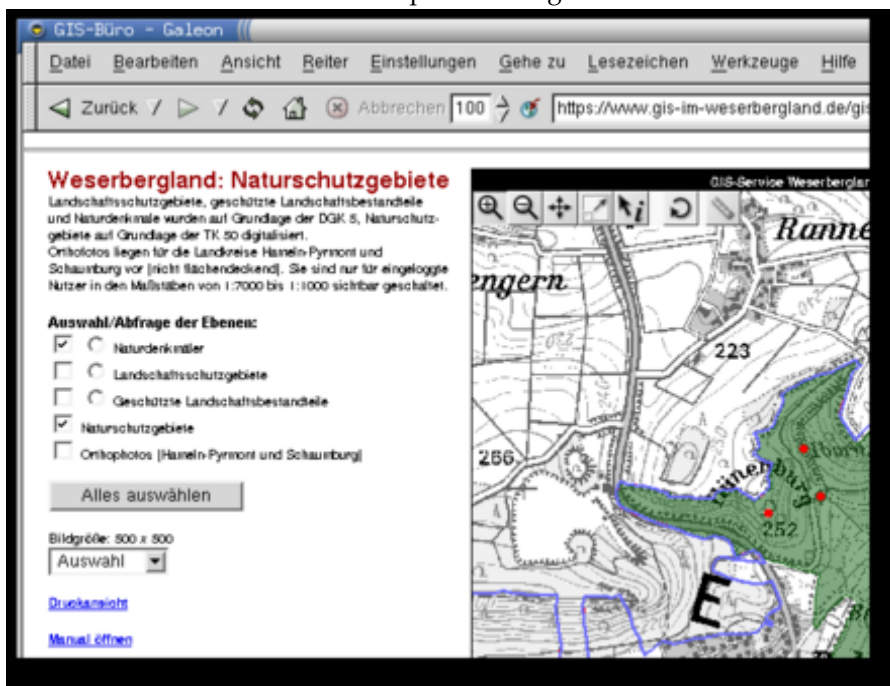 GIS-Büro - Galeon
Datei Bearbeiten Ansicht Reiter Einstellungen Gehe zu Lesezeichen Werkzeuge Hilfe
Zurück Abbrechen 100 https://www.gis-im-weserbergland.de/gis
Weserbergland: Naturschutzgebiete
GIS-Service Weserberglan
Landschaftsschutzgebiete, geschützte Landschaftsbestandteile
und Naturdenkmale wurden auf Grundlage der DGK 5, Naturschutz-
gebiete auf Grundlage der TK 50 digitalisiert.
Orthofotos liegen für die Landkreise Hameln-Pyrmont und
Schaumburg vor (nicht flächendeckend). Sie sind nur für eingeloggte
Nutzer in den Maßstäben von 1:7000 bis 1:1000 sichtbar geschaltet.
Auswahl/Abfrage der Ebenen:
Naturdenkmäler
Landschaftsschutzgebiete
Geschützte Landschaftsbestandteile
Naturschutzgebiete
Orthophotos (Hameln-Pyrmont und Schaumburg)
Alles auswählen
Bildgröße: 500 x 500
Auswahl
Druckansicht
Manual öffnen
Ranne
engern
223
266
252
E